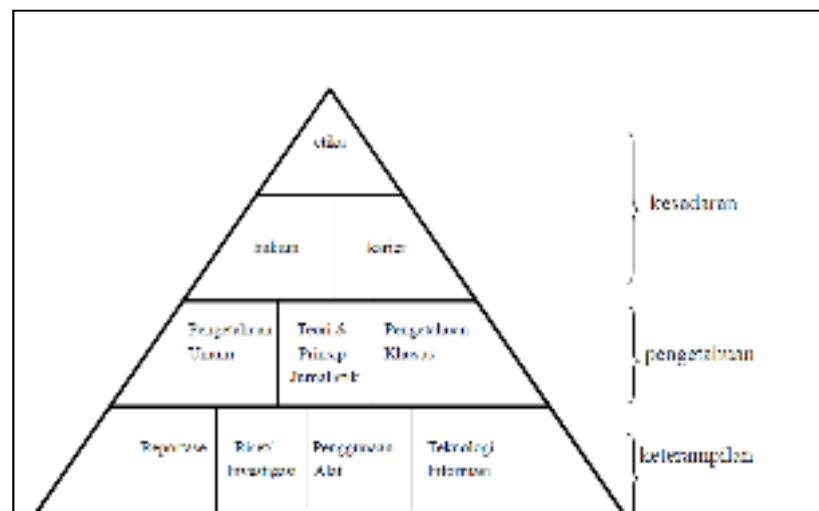 etika
kesadaran
hukum
karier
Pengetahuan
Umum
Teori &
Prinsip
Jurnalistik
Pengetahuan
Khusus
pengetahuan
Reportase
Riset/
Investigasi
Penggunaan
Alat
Teknologi
Informasi
keterampilan